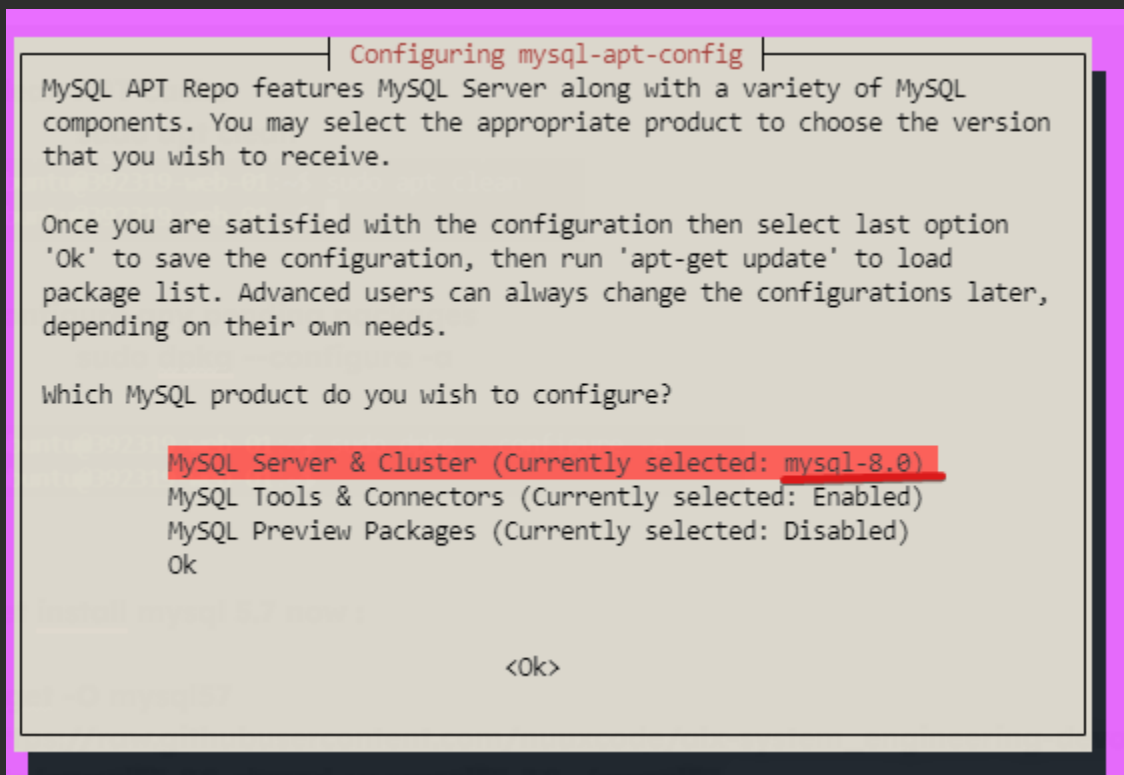 Configuring mysql-apt-config
MySQL APT Repo features MySQL Server along with a variety of MySQL
components. You may select the appropriate product to choose the version
that you wish to receive.
Once you are satisfied with the configuration then select last option
'Ok' to save the configuration, then run 'apt-get update' to load
package list. Advanced users can always change the configurations later,
depending on their own needs.
Which MySQL product do you wish to configure?
MySQL Server & Cluster (Currently selected: mysql-8.0)
MySQL Tools & Connectors (Currently selected: Enabled)
MySQL Preview Packages (Currently selected: Disabled)
Ok
<Ok>